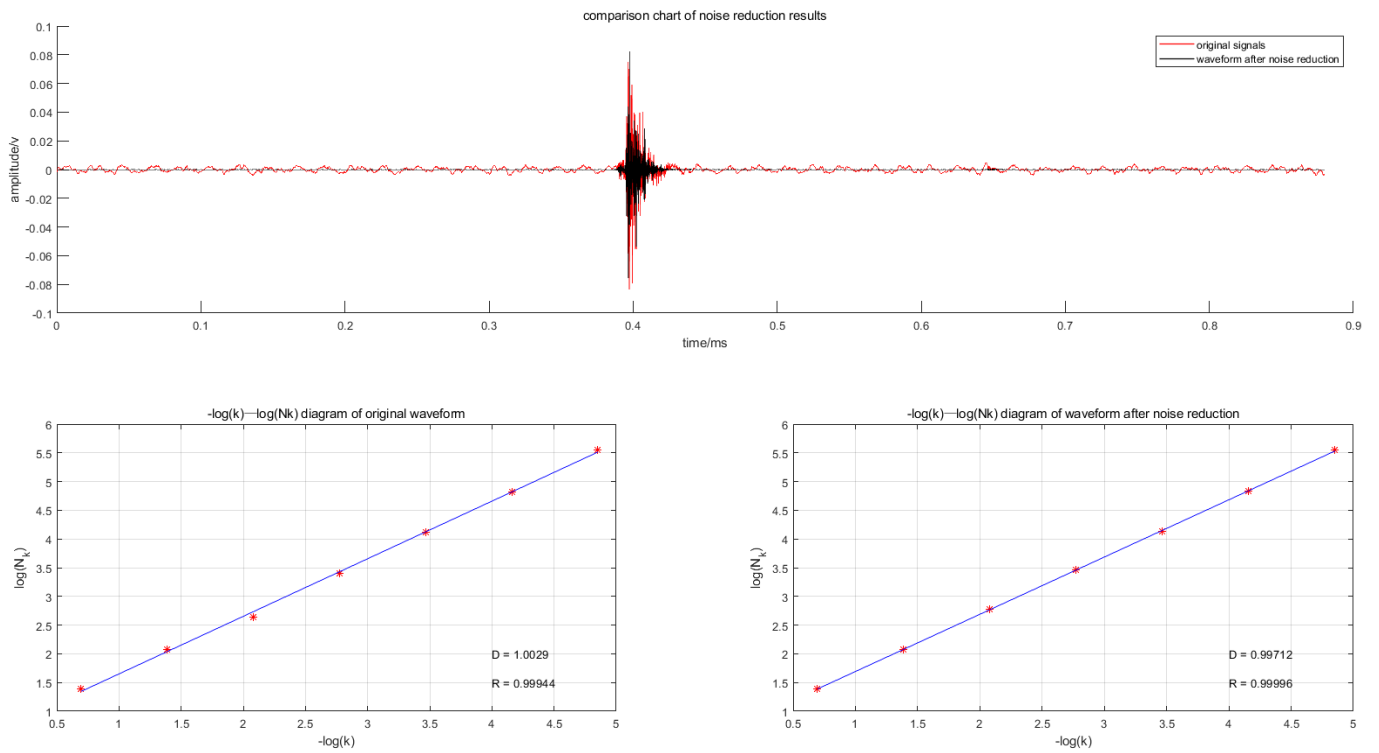 comparison chart of noise reduction results
0.1
0.08
0.06
0.04
0.02
0
-0.02
-0.04
-0.06
-0.08
-0.1
amplitude/v
original signals
waveform after noise reduction
0 0.1 0.2 0.3 0.4 0.5 0.6 0.7 0.8 0.9
time/ms
-log(k)—log(Nk) diagram of original waveform
6
5.5
5
4.5
4
3.5
3
2.5
2
1.5
1
log(N_k)
D = 1.0029
R = 0.99944
0.5 1 1.5 2 2.5 3 3.5 4 4.5 5
-log(k)
-log(k)—log(Nk) diagram of waveform after noise reduction
6
5.5
5
4.5
4
3.5
3
2.5
2
1.5
1
log(N_k)
D = 0.99712
R = 0.99996
0.5 1 1.5 2 2.5 3 3.5 4 4.5 5
-log(k)